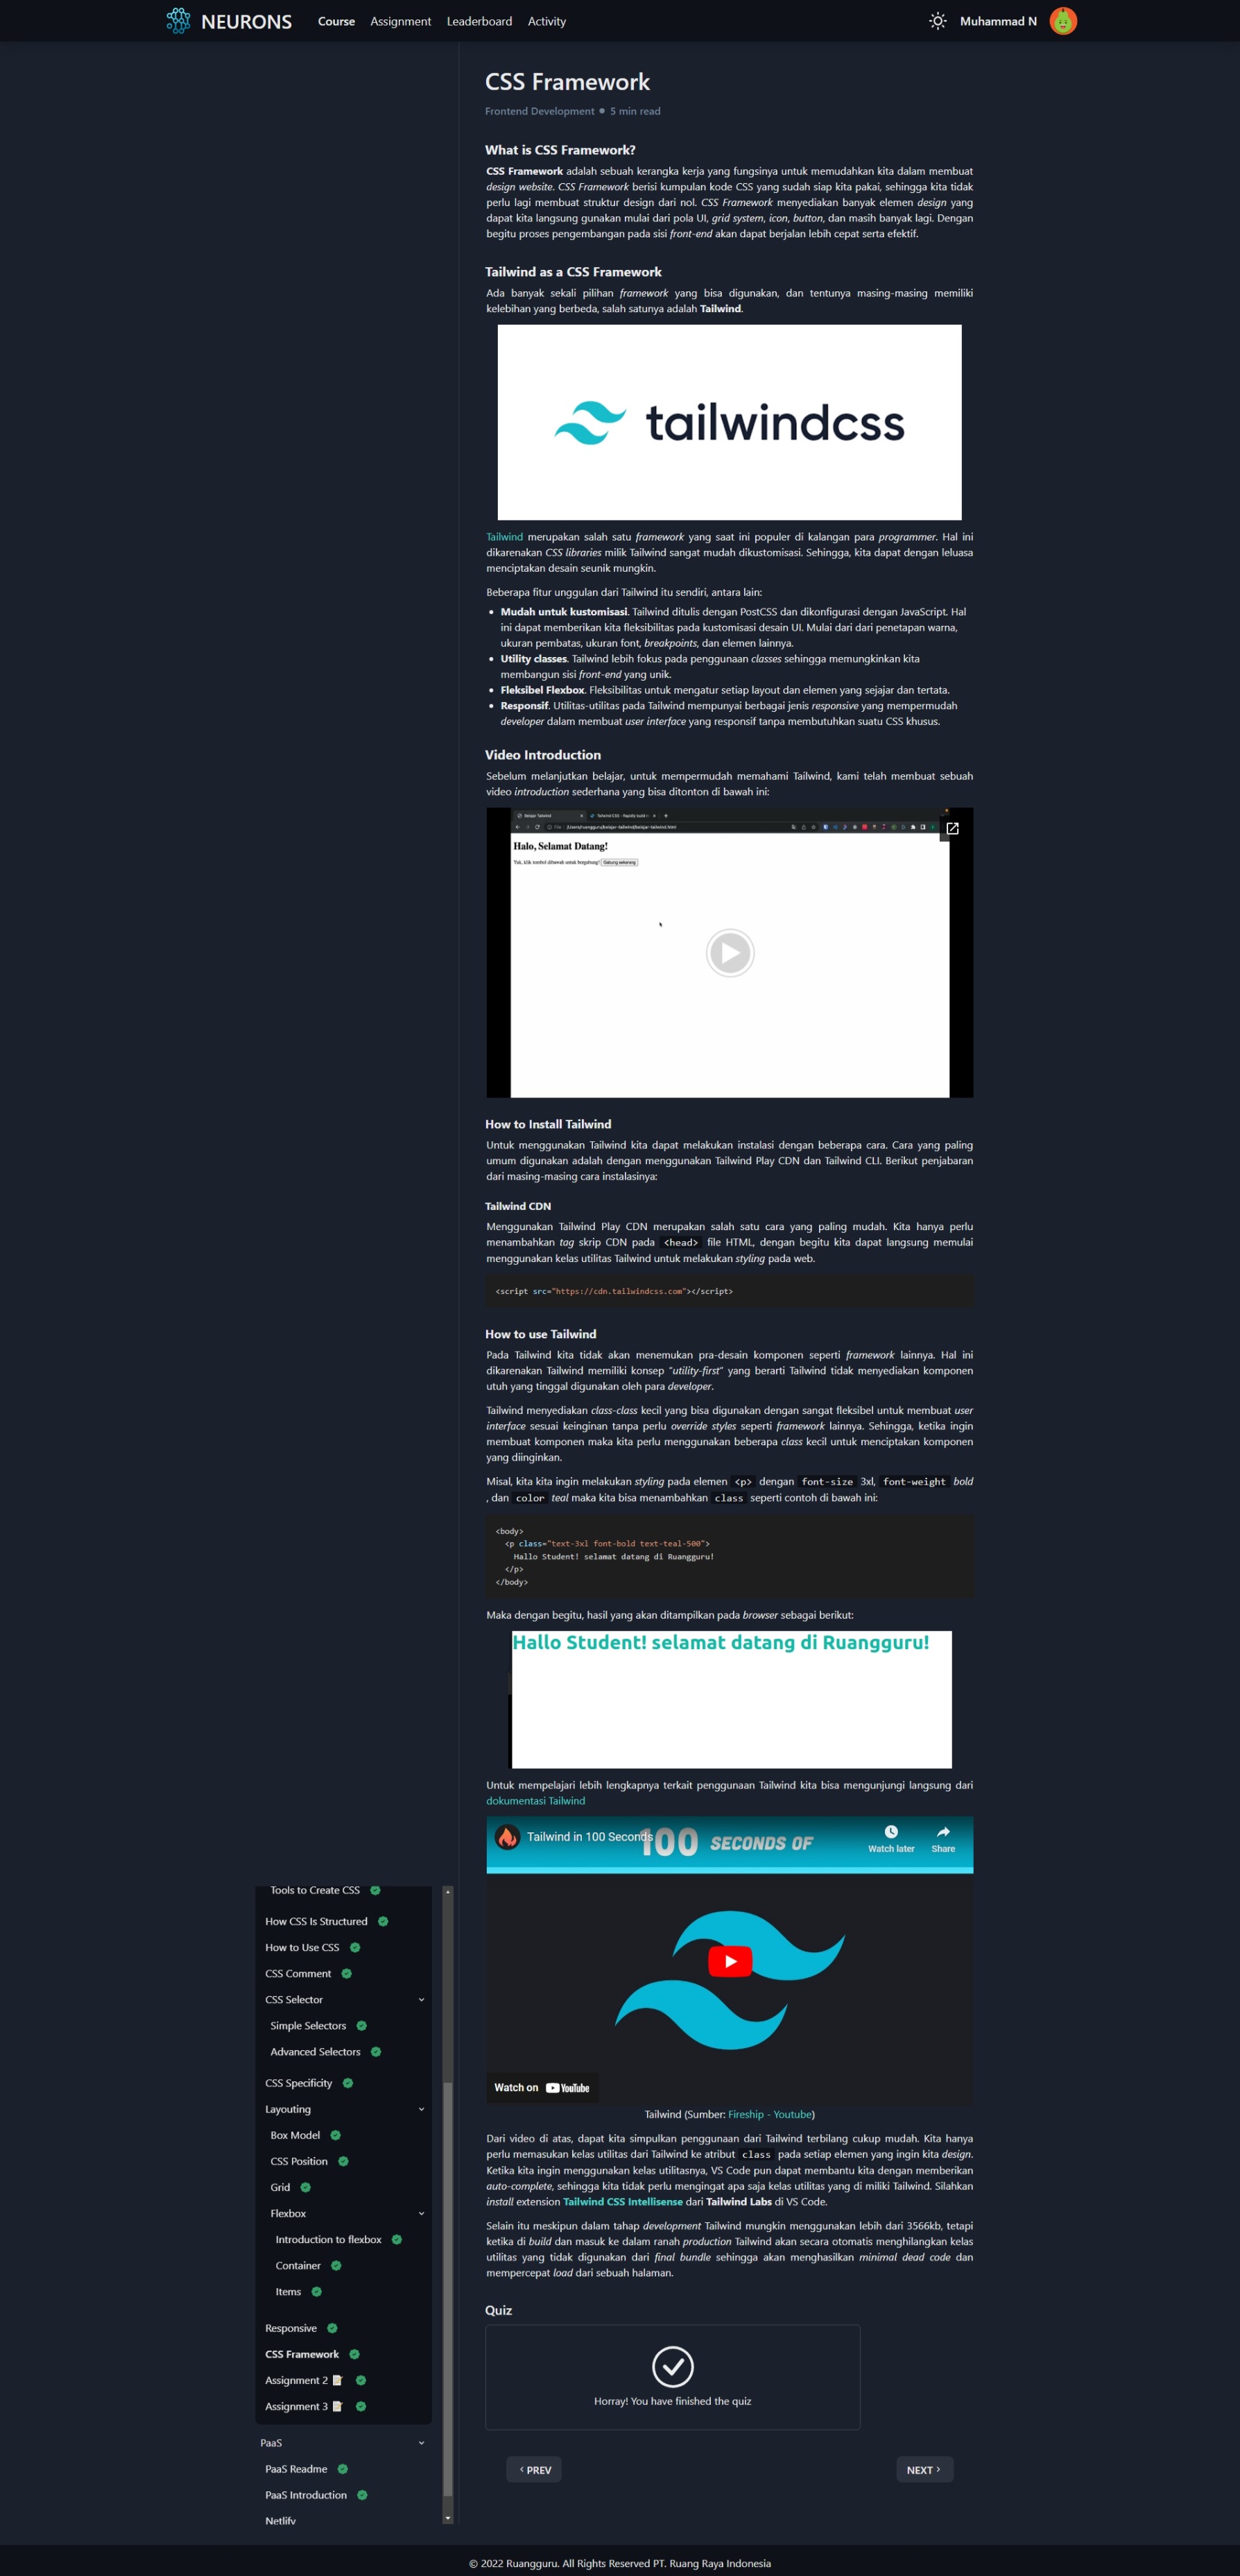 NEURONS Course Assignment Leaderboard Activity Muhammad N
CSS Framework
Frontend Development • 5 min read
What is CSS Framework?
CSS Framework adalah sebuah kerangka kerja yang fungsinya untuk memudahkan kita dalam membuat
design website. CSS Framework berisi kumpulan kode CSS yang sudah siap kita pakai, sehingga kita tidak
perlu lagi membuat struktur design dari nol. CSS Framework menyediakan banyak elemen design yang
dapat kita langsung gunakan mulai dari pola UI, grid system, icon, button, dan masih banyak lagi. Dengan
begitu proses pengembangan pada sisi front-end akan dapat berjalan lebih cepat serta efektif.
Tailwind as a CSS Framework
Ada banyak sekali pilihan framework yang bisa digunakan, dan tentunya masing-masing memiliki
kelebihan yang berbeda, salah satunya adalah Tailwind.
tailwindcss
Tailwind merupakan salah satu framework yang saat ini populer di kalangan para programmer. Hal ini
dikarenakan CSS libraries milik Tailwind sangat mudah dikustomisasi. Sehingga, kita dapat dengan leluasa
menciptakan desain seunik mungkin.
Beberapa fitur unggulan dari Tailwind itu sendiri, antara lain:
• Mudah untuk kustomisasi. Tailwind ditulis dengan PostCSS dan dikonfigurasi dengan JavaScript. Hal
ini dapat memberikan kita fleksibilitas pada kustomisasi desain UI. Mulai dari dari penetapan warna,
ukuran pembatas, ukuran font, breakpoints, dan elemen lainnya.
• Utility classes. Tailwind lebih fokus pada penggunaan classes sehingga memungkinkan kita
membangun sisi front-end yang unik.
• Fleksibel Flexbox. Fleksibilitas untuk mengatur setiap layout dan elemen yang sejajar dan tertata.
• Responsif. Utilitas-utilitas pada Tailwind mempunyai berbagai jenis responsive yang mempermudah
developer dalam membuat user interface yang responsif tanpa membutuhkan suatu CSS khusus.
Video Introduction
Sebelum melanjutkan belajar, untuk mempermudah memahami Tailwind, kami telah membuat sebuah
video introduction sederhana yang bisa ditonton di bawah ini:
Belajar Tailwind
Tailwind CSS - Rapidly build
Halo, Selamat Datang!
Yuk, klik tombol dibawah untuk bergabung! Gabung sekarang
How to Install Tailwind
Untuk menggunakan Tailwind kita dapat melakukan instalasi dengan beberapa cara. Cara yang paling
umum digunakan adalah dengan menggunakan Tailwind Play CDN dan Tailwind CLI. Berikut penjabaran
dari masing-masing cara instalasinya:
Tailwind CDN
Menggunakan Tailwind Play CDN merupakan salah satu cara yang paling mudah. Kita hanya perlu
menambahkan tag skrip CDN pada <head> file HTML, dengan begitu kita dapat langsung memulai
menggunakan kelas utilitas Tailwind untuk melakukan styling pada web.
<script src="https://cdn.tailwindcss.com"></script>
How to use Tailwind
Pada Tailwind kita tidak akan menemukan pra-desain komponen seperti framework lainnya. Hal ini
dikarenakan Tailwind memiliki konsep "utility-first" yang berarti Tailwind tidak menyediakan komponen
utuh yang tinggal digunakan oleh para developer.
Tailwind menyediakan class-class kecil yang bisa digunakan dengan sangat fleksibel untuk membuat user
interface sesuai keinginan tanpa perlu override styles seperti framework lainnya. Sehingga, ketika ingin
membuat komponen maka kita perlu menggunakan beberapa class kecil untuk menciptakan komponen
yang diinginkan.
Misal, kita kita ingin melakukan styling pada elemen <p> dengan font-size 3xl, font-weight bold
, dan color teal maka kita bisa menambahkan class seperti contoh di bawah ini:
<body>
<p class="text-3xl font-bold text-teal-500">
Hallo Student! selamat datang di Ruangguru!
</p>
</body>
Maka dengan begitu, hasil yang akan ditampilkan pada browser sebagai berikut:
Hallo Student! selamat datang di Ruangguru!
Untuk mempelajari lebih lengkapnya terkait penggunaan Tailwind kita bisa mengunjungi langsung dari
dokumentasi Tailwind
Tailwind in 100 Seconds
100 SECONDS OF
Watch later Share
Watch on YouTube
Tailwind (Sumber: Fireship - Youtube)
Dari video di atas, dapat kita simpulkan penggunaan dari Tailwind terbilang cukup mudah. Kita hanya
perlu memasukan kelas utilitas dari Tailwind ke atribut class pada setiap elemen yang ingin kita design.
Ketika kita ingin menggunakan kelas utilitasnya, VS Code pun dapat membantu kita dengan memberikan
auto-complete, sehingga kita tidak perlu mengingat apa saja kelas utilitas yang di miliki Tailwind. Silahkan
install extension Tailwind CSS Intellisense dari Tailwind Labs di VS Code.
Selain itu meskipun dalam tahap development Tailwind mungkin menggunakan lebih dari 3566kb, tetapi
ketika di build dan masuk ke dalam ranah production Tailwind akan secara otomatis menghilangkan kelas
utilitas yang tidak digunakan dari final bundle sehingga akan menghasilkan minimal dead code dan
mempercepat load dari sebuah halaman.
Quiz
Horray! You have finished the quiz
PREV
NEXT
Tools to Create CSS
How CSS Is Structured
How to Use CSS
CSS Comment
CSS Selector
Simple Selectors
Advanced Selectors
CSS Specificity
Layouting
Box Model
CSS Position
Grid
Flexbox
Introduction to flexbox
Container
Items
Responsive
CSS Framework
Assignment 2
Assignment 3
PaaS
PaaS Readme
PaaS Introduction
Netlify
© 2022 Ruangguru. All Rights Reserved PT. Ruang Raya Indonesia